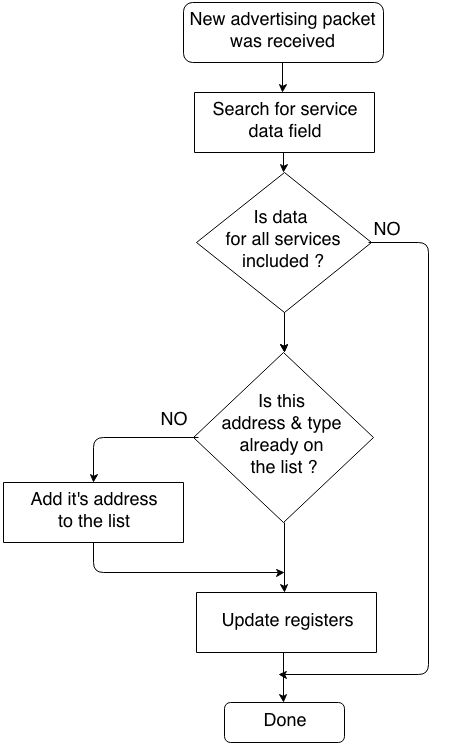 New advertising packet
was received
Search for service
data field
Is data
for all services
included ?
NO
Is this
address & type
already on
the list ?
NO
Add it's address
to the list
Update registers
Done